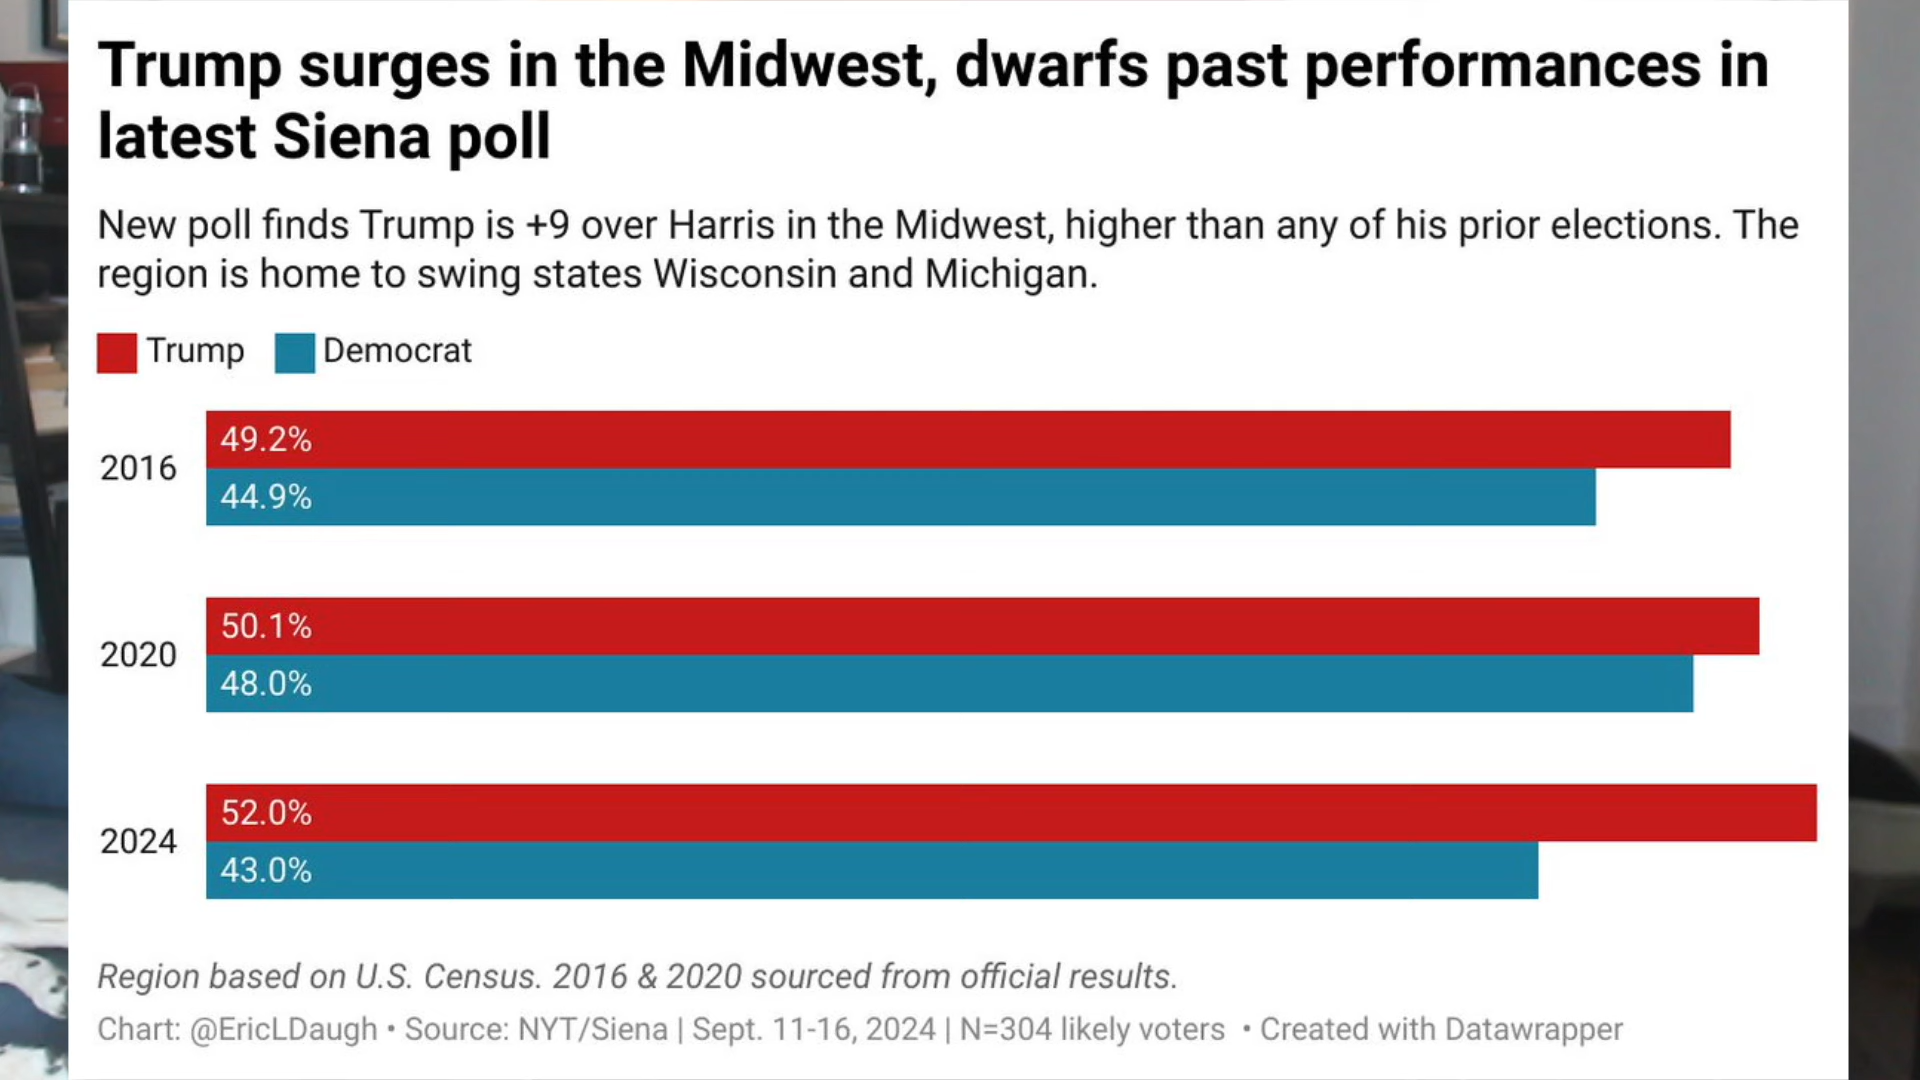 Trump surges in the Midwest, dwarfs past performances in
latest Siena poll
New poll finds Trump is +9 over Harris in the Midwest, higher than any of his prior elections. The
region is home to swing states Wisconsin and Michigan.
Trump Democrat
2016
49.2%
44.9%
2020
50.1%
48.0%
2024
52.0%
43.0%
Region based on U.S. Census. 2016 & 2020 sourced from official results.
Chart: @EricLDaugh • Source: NYT/Siena | Sept. 11-16, 2024 | N=304 likely voters • Created with Datawrapper